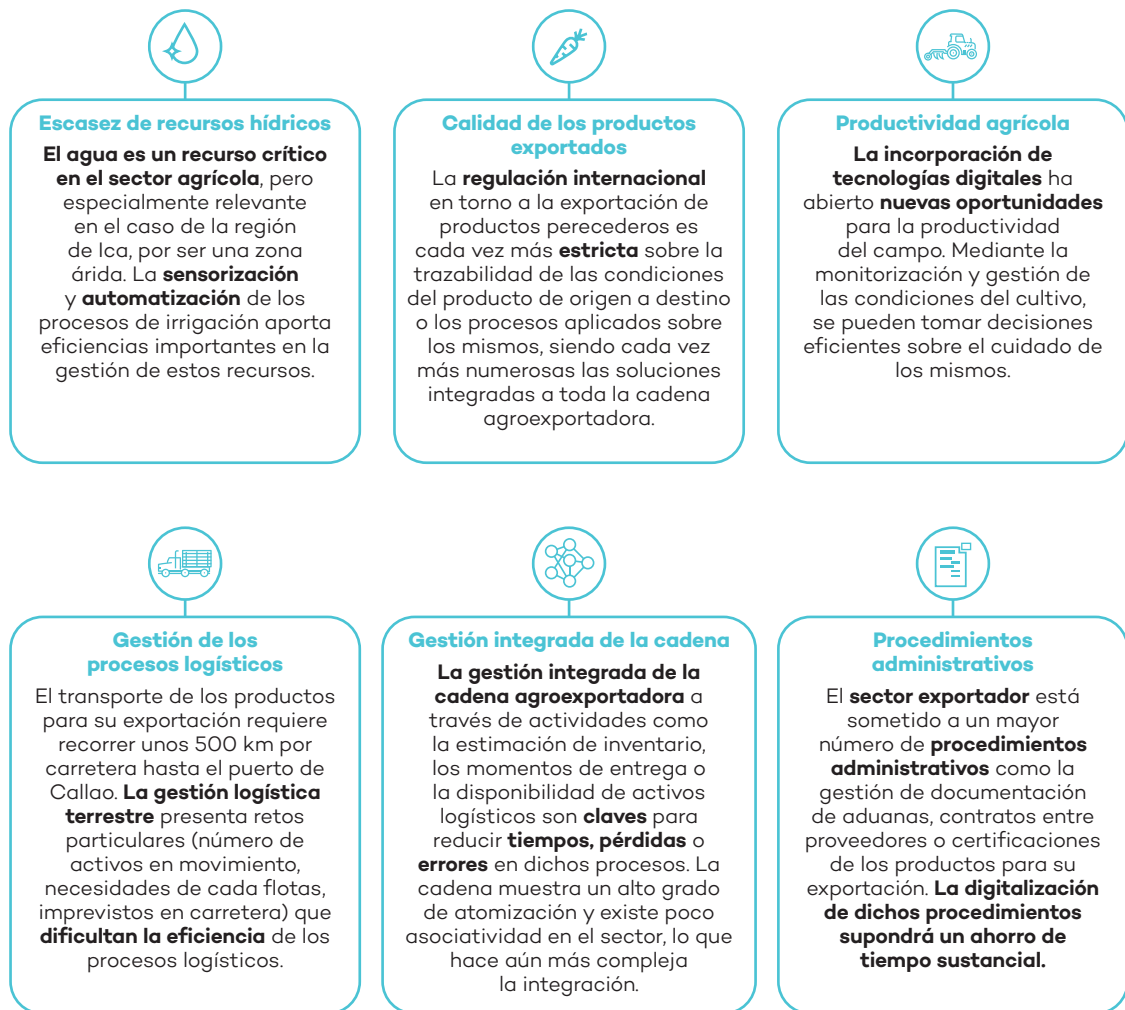 Escasez de recursos hídricos
El agua es un recurso crítico
en el sector agrícola, pero
especialmente relevante
en el caso de la región
de Ica, por ser una zona
árida. La sensorización
y automatización de los
procesos de irrigación aporta
eficiencias importantes en la
gestión de estos recursos.
Calidad de los productos
exportados
La regulación internacional
en torno a la exportación de
productos perecederos es
cada vez más estricta sobre la
trazabilidad de las condiciones
del producto de origen a destino
o los procesos aplicados sobre
los mismos, siendo cada vez
más numerosas las soluciones
integradas a toda la cadena
agroexportadora.
Productividad agrícola
La incorporación de
tecnologías digitales ha
abierto nuevas oportunidades
para la productividad
del campo. Mediante la
monitorización y gestión de
las condiciones del cultivo,
se pueden tomar decisiones
eficientes sobre el cuidado de
los mismos.
Gestión de los
procesos logísticos
El transporte de los productos
para su exportación requiere
recorrer unos 500 km por
carretera hasta el puerto de
Callao. La gestión logística
terrestre presenta retos
particulares (número de
activos en movimiento,
necesidades de cada flotas,
imprevistos en carretera) que
dificultan la eficiencia de los
procesos logísticos.
Gestión integrada de la cadena
La gestión integrada de la
cadena agroexportadora a
través de actividades como
la estimación de inventario,
los momentos de entrega o
la disponibilidad de activos
logísticos son claves para
reducir tiempos, pérdidas o
errores en dichos procesos. La
cadena muestra un alto grado
de atomización y existe poco
asociatividad en el sector, lo que
hace aún más compleja
la integración.
Procedimientos
administrativos
El sector exportador está
sometido a un mayor
número de procedimientos
administrativos como la
gestión de documentación
de aduanas, contratos entre
proveedores o certificaciones
de los productos para su
exportación. La digitalización
de dichos procedimientos
supondrá un ahorro de
tiempo sustancial.